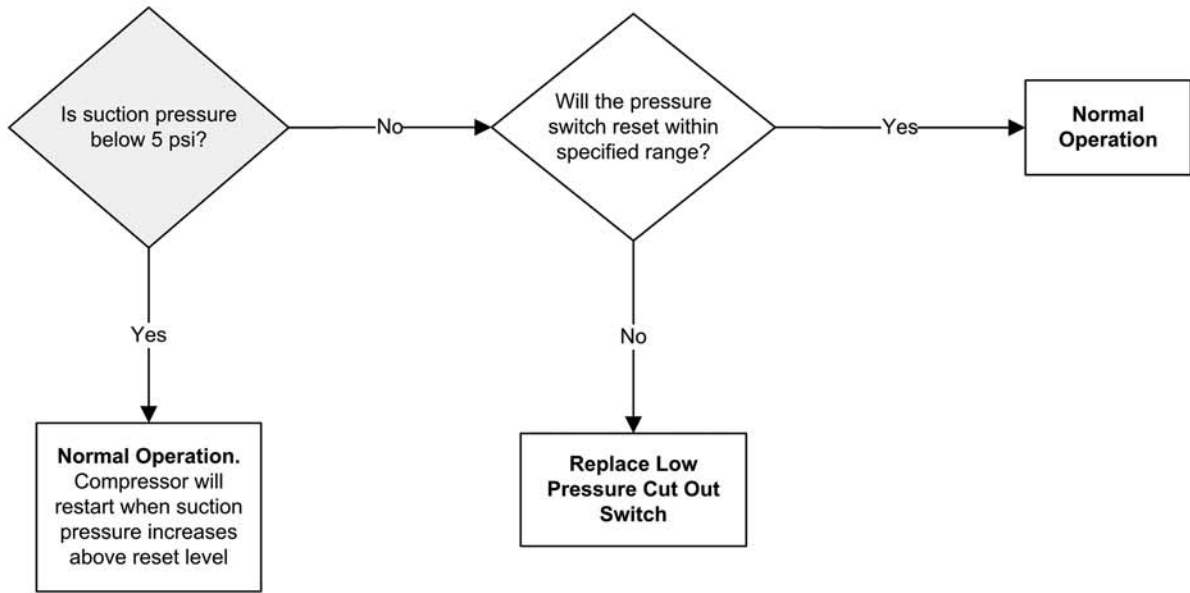 Is suction pressure
below 5 psi?
No
Will the pressure
switch reset within
specified range?
Yes
Normal
Operation
Yes
No
Normal Operation.
Compressor will
restart when suction
pressure increases
above reset level
Replace Low
Pressure Cut Out
Switch